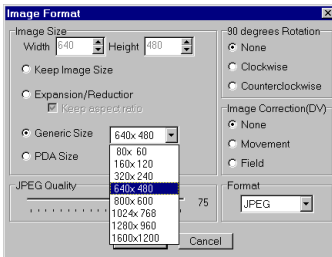 Image Format
Image Size
Width 640 Height 480
Keep Image Size
Expansion/Reductior
Keep aspect ratio
Generic Size 640x 480
80x 60
160x 120
320x 240
640x 480
800x 600
1024x 768
1280x 960
1600x1200
PDA Size
JPEG Quality
75
90 degrees Rotation
None
Clockwise
Counterclockwise
Image Correction(DV)
None
Movement
Field
Format
JPEG
Cancel